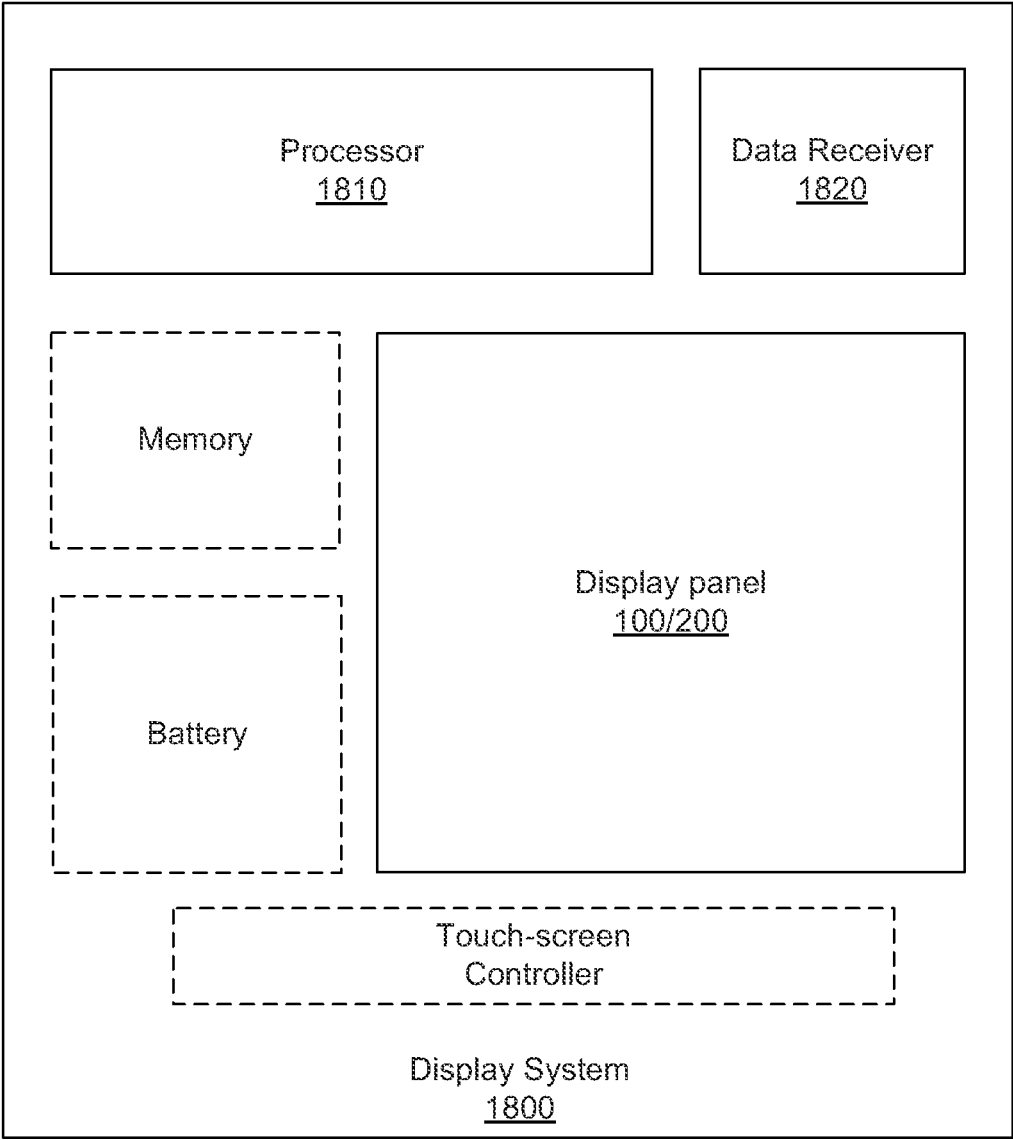 Processor
1810
Data Receiver
1820
Memory
Display panel
100/200
Battery
Touch-screen
Controller
Display System
1800